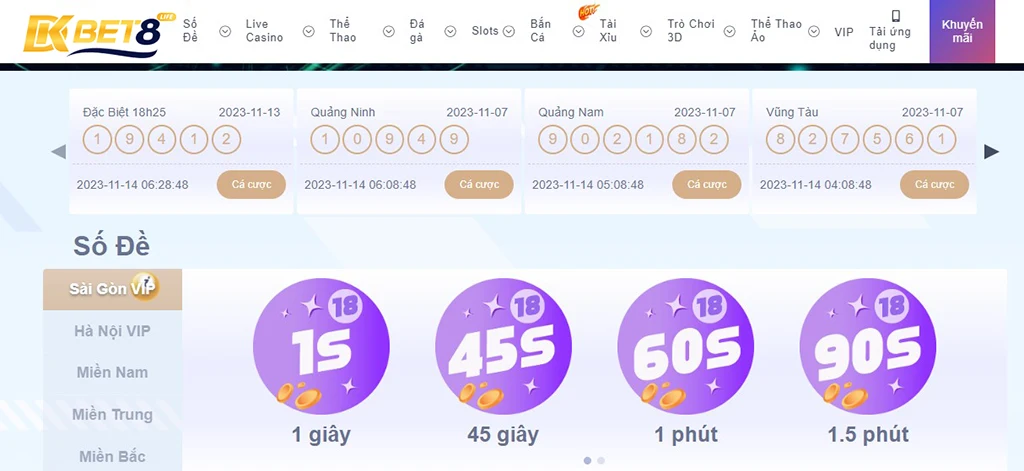 DKBET8 LIFE
Số Đề
Live Casino
Thể Thao
Đá gà
Slots
Bắn Cá
HOT
Tài Xỉu
Trò Chơi 3D
Thể Thao Ảo
VIP
Tải ứng dụng
Khuyến mãi
Đặc Biệt 18h25 2023-11-13
1 9 4 1 2
2023-11-14 06:28:48 Cá cược
Quảng Ninh 2023-11-07
1 0 9 4 9
2023-11-14 06:08:48 Cá cược
Quảng Nam 2023-11-07
9 0 2 1 8 2
2023-11-14 05:08:48 Cá cược
Vũng Tàu 2023-11-07
8 2 7 5 6 1
2023-11-14 04:08:48 Cá cược
Số Đề
Sài Gòn VIP
Hà Nội VIP
Miền Nam
Miền Trung
Miền Bắc
18
1S
1 giây
18
45S
45 giây
18
60S
1 phút
18
90S
1.5 phút